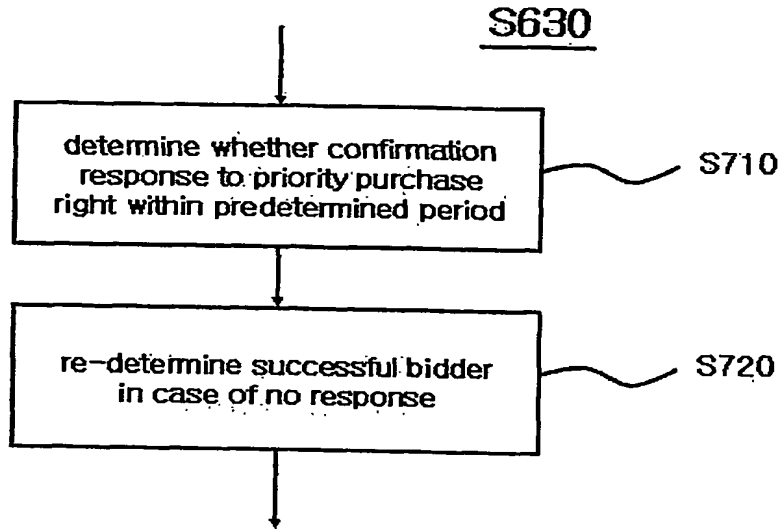 S630
determine whether confirmation
response to priority purchase
right within predetermined period
S710
re-determine successful bidder
in case of no response
S720